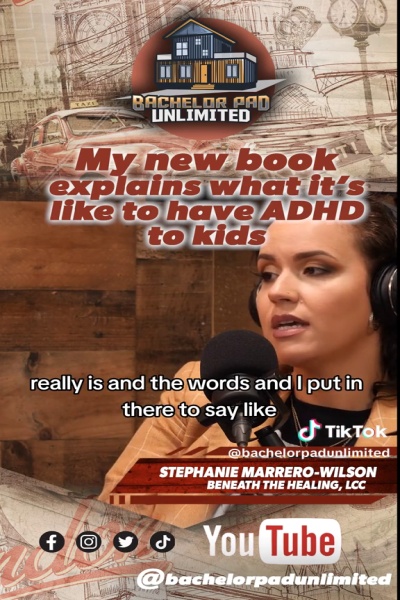 BACHELOR PAD
UNLIMITED
My new book
explains what it's
like to have ADHD
to kids
really is and the words and I put in
there to say like
TikTok
@bachelorpadunlimited
STEPHANIE MARRERO-WILSON
BENEATH THE HEALING, LCC
YouTube
@bachelorpadunlimited